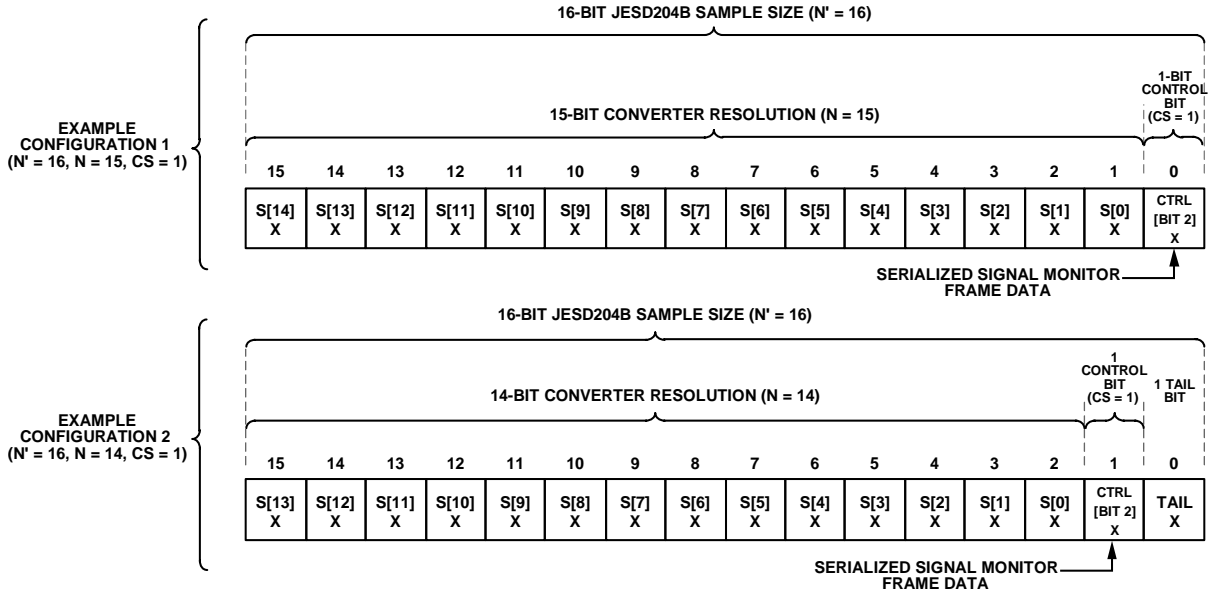 16-BIT JESD204B SAMPLE SIZE (N' = 16)
1-BIT
CONTROL
BIT
(CS = 1)
15-BIT CONVERTER RESOLUTION (N = 15)
EXAMPLE
CONFIGURATION 1
(N' = 16, N = 15, CS = 1)
15 14 13 12 11 10 9 8 7 6 5 4 3 2 1 0
S[14] S[13] S[12] S[11] S[10] S[9] S[8] S[7] S[6] S[5] S[4] S[3] S[2] S[1] S[0] CTRL
[BIT 2]
X X X X X X X X X X X X X X X X
SERIALIZED SIGNAL MONITOR
FRAME DATA
16-BIT JESD204B SAMPLE SIZE (N' = 16)
1
CONTROL
BIT
(CS = 1)
1 TAIL
BIT
14-BIT CONVERTER RESOLUTION (N = 14)
EXAMPLE
CONFIGURATION 2
(N' = 16, N = 14, CS = 1)
15 14 13 12 11 10 9 8 7 6 5 4 3 2 1 0
S[13] S[12] S[11] S[10] S[9] S[8] S[7] S[6] S[5] S[4] S[3] S[2] S[1] S[0] CTRL TAIL
[BIT 2]
X X X X X X X X X X X X X X X X
SERIALIZED SIGNAL MONITOR
FRAME DATA